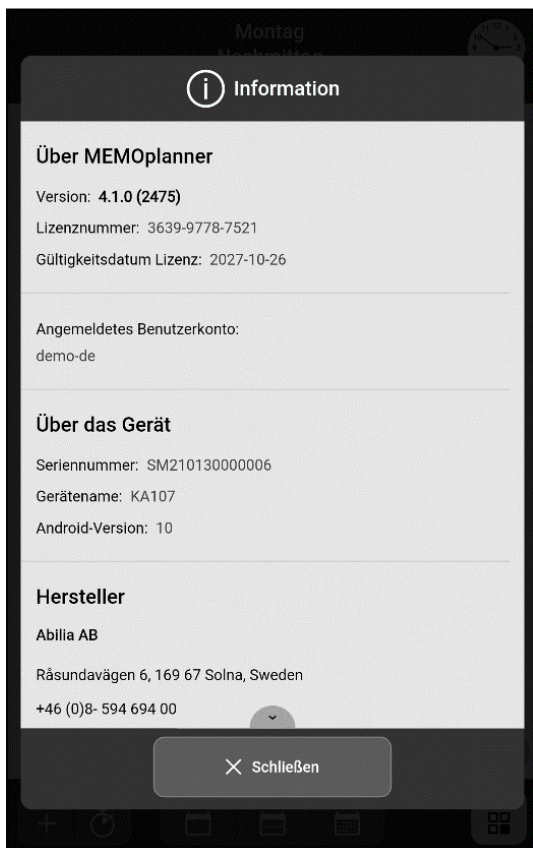 Montag
Nachmittag
Information
Über MEMOplanner
Version: 4.1.0 (2475)
Lizenznummer: 3639-9778-7521
Gültigkeitsdatum Lizenz: 2027-10-26
Angemeldetes Benutzerkonto:
demo-de
Über das Gerät
Seriennummer: SM210130000006
Gerätename: KA107
Android-Version: 10
Hersteller
Abilia AB
Råsundavägen 6, 169 67 Solna, Sweden
+46 (0)8- 594 694 00
Schließen